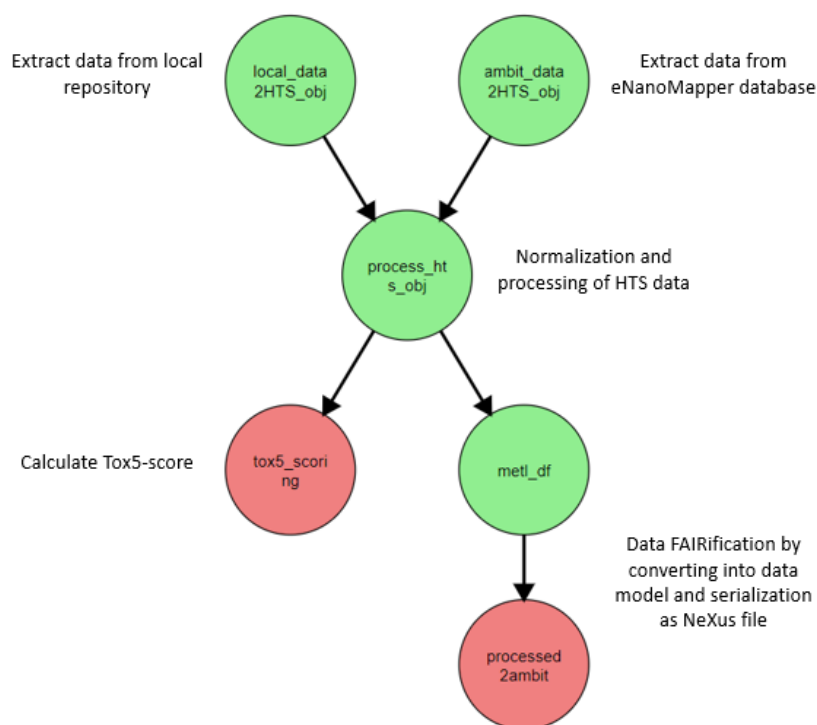 Extract data from local
repository
local_data
2HTS_obj
ambit_data
2HTS_obj
Extract data from
eNanoMapper database
process_ht
s_obj
Normalization and
processing of HTS data
Calculate Tox5-score
tox5_scori
ng
metl_df
Data FAIRification by
converting into data
model and serialization
as NeXus file
processed
2ambit